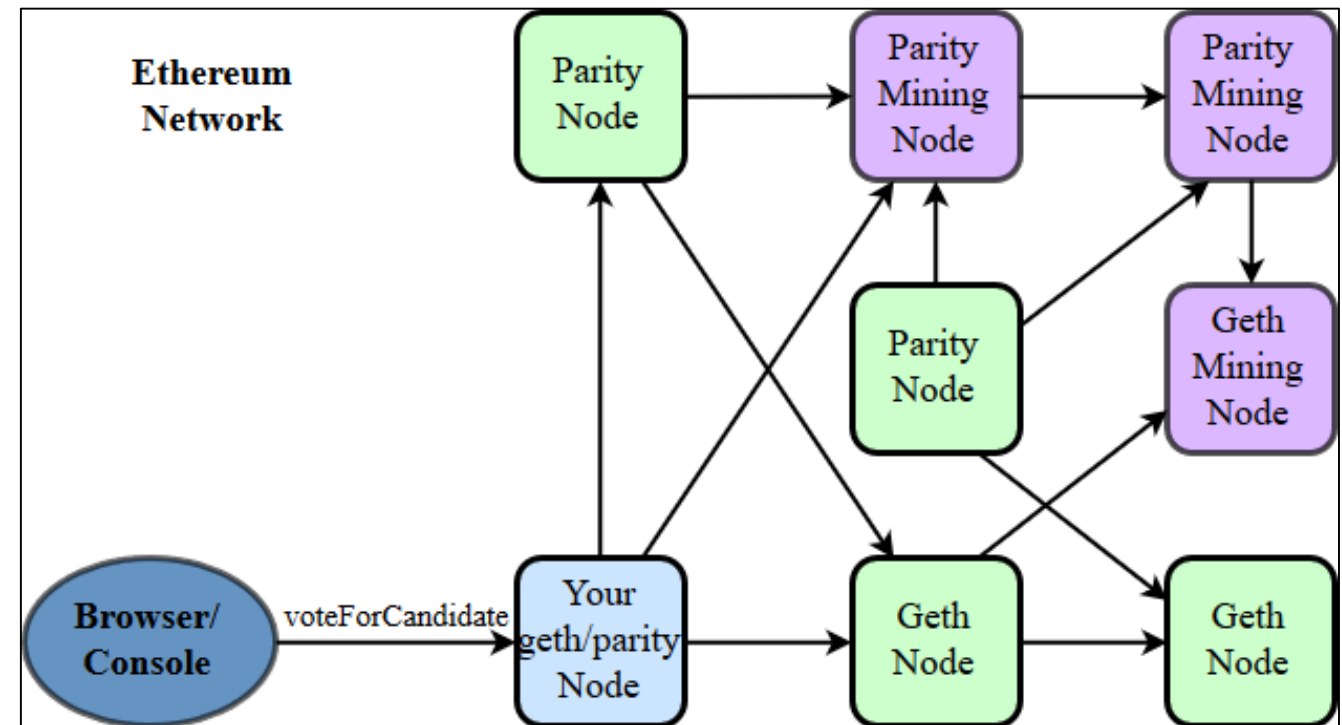 Ethereum
Network
Parity
Node
Parity
Mining
Node
Parity
Mining
Node
Parity
Node
Geth
Mining
Node
Browser/
Console
voteForCandidate
Your
geth/parity
Node
Geth
Node
Geth
Node